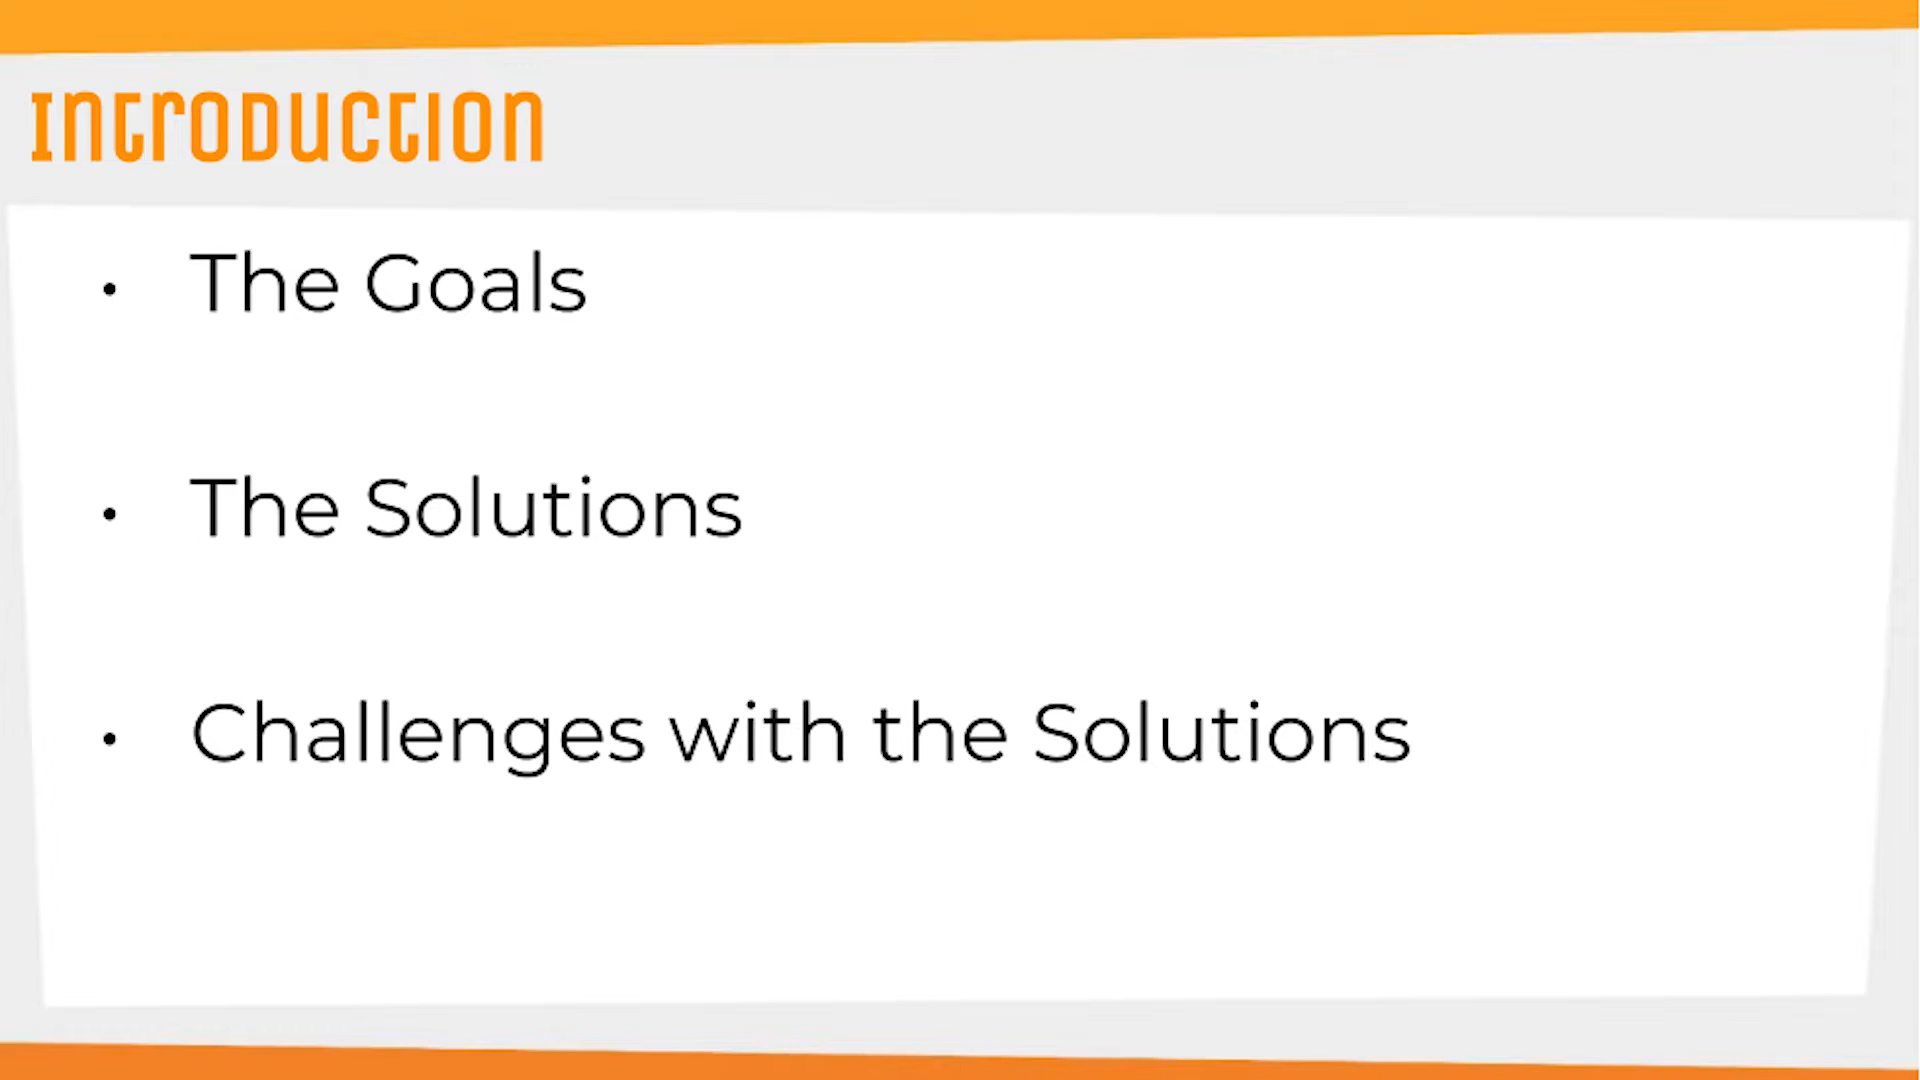 Introduction
• The Goals
• The Solutions
• Challenges with the Solutions